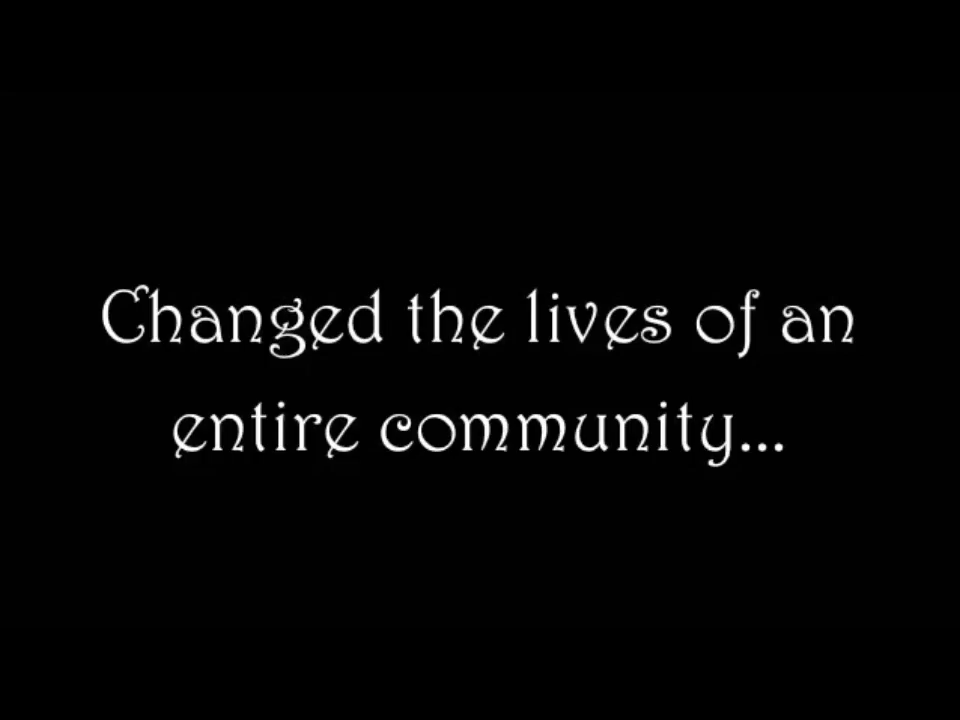 Changed the lives of an
entire community...